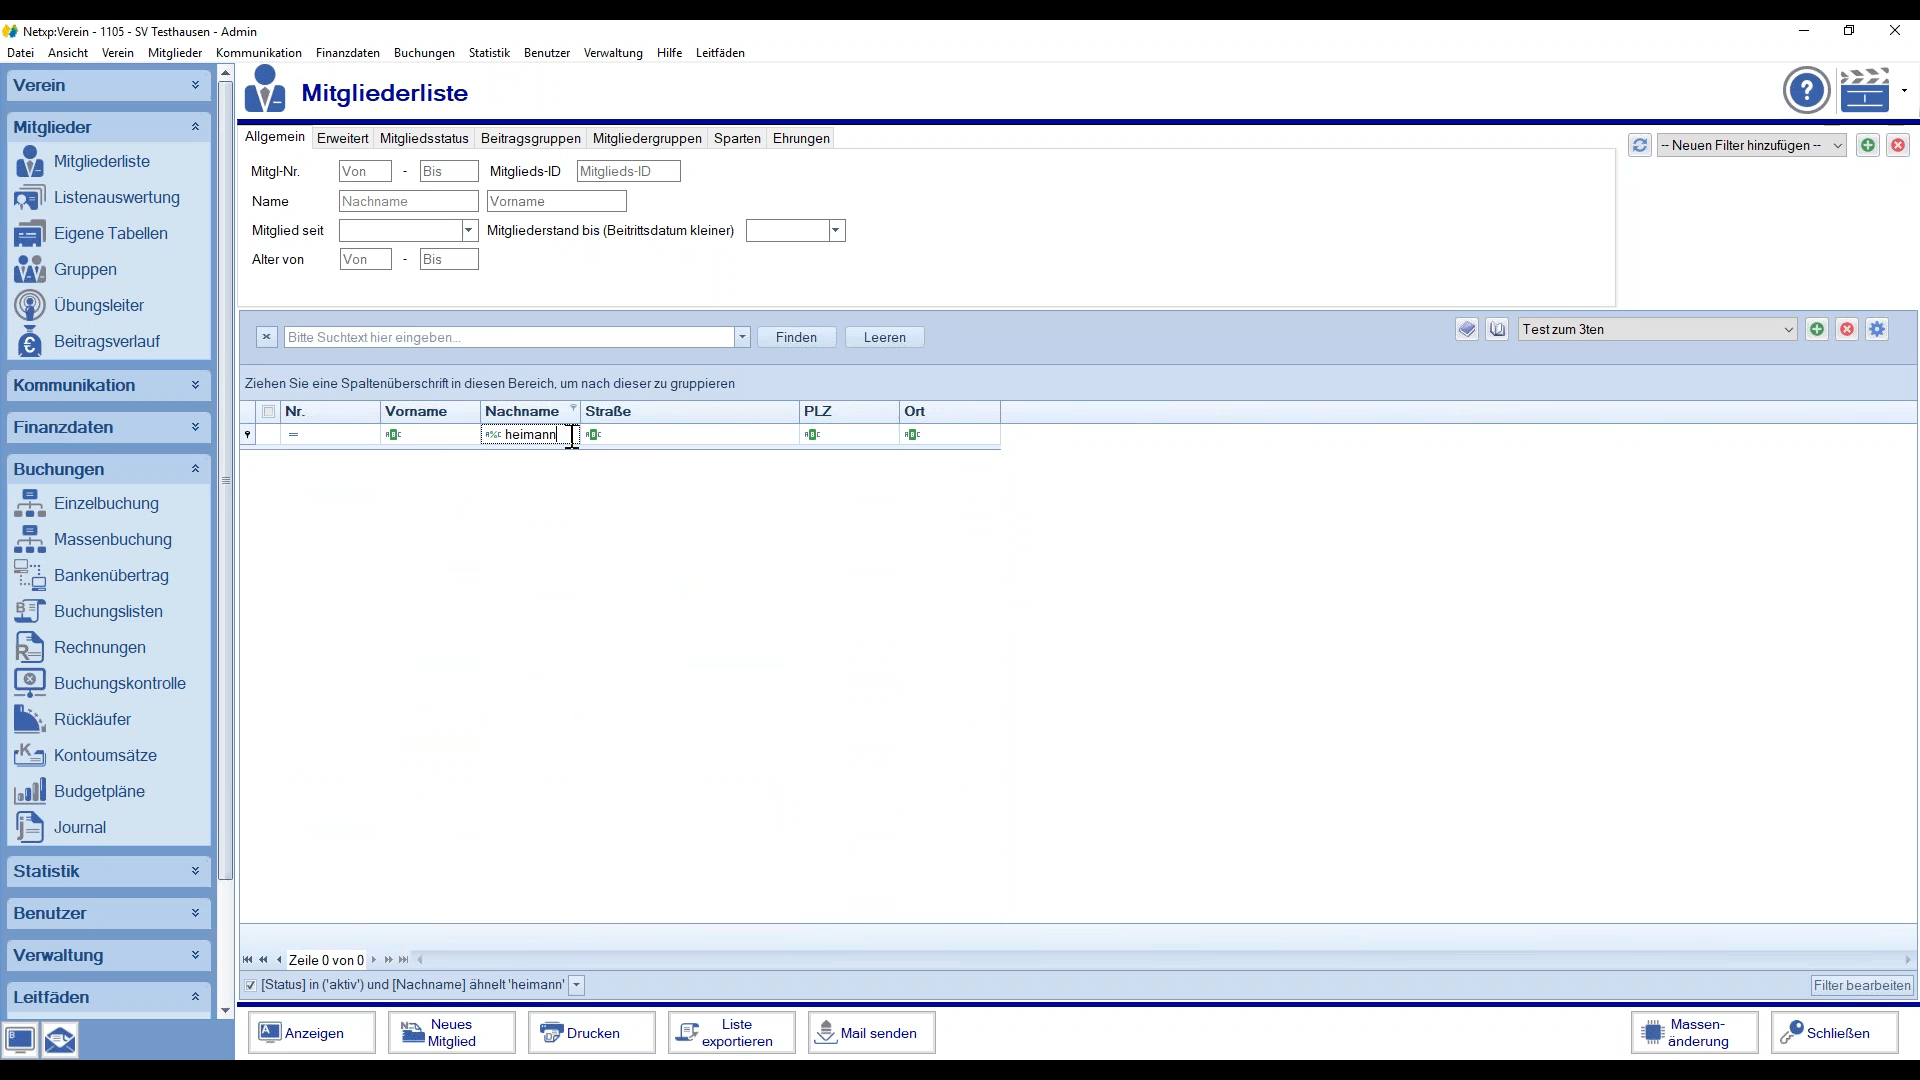 Netxp:Verein - 1105 - SV Testhausen - Admin
Datei Ansicht Verein Mitglieder Kommunikation Finanzdaten Buchungen Statistik Benutzer Verwaltung Hilfe Leitfäden
Verein
Mitglieder
Mitgliederliste
Listenauswertung
Eigene Tabellen
Gruppen
Übungsleiter
Beitragsverlauf
Kommunikation
Finanzdaten
Buchungen
Einzelbuchung
Massenbuchung
Bankenübertrag
Buchungslisten
Rechnungen
Buchungskontrolle
Rückläufer
Kontoumsätze
Budgetpläne
Journal
Statistik
Benutzer
Verwaltung
Leitfäden
Mitgliederliste
Allgemein Erweitert Mitgliedsstatus Beitragsgruppen Mitgliedergruppen Sparten Ehrungen
-- Neuen Filter hinzufügen --
Mitgl-Nr. Von - Bis Mitglieds-ID Mitglieds-ID
Name Nachname Vorname
Mitglied seit Mitgliederstand bis (Beitrittsdatum kleiner)
Alter von Von - Bis
Bitte Suchtext hier eingeben... Finden Leeren Test zum 3ten
Ziehen Sie eine Spaltenüberschrift in diesen Bereich, um nach dieser zu gruppieren
Nr. Vorname Nachname Straße PLZ Ort
= heimann
Zeile 0 von 0
[Status] in ('aktiv') und [Nachname] ähnelt 'heimann' Filter bearbeiten
Anzeigen
Neues
Mitglied
Drucken
Liste
exportieren
Mail senden
Massen-
änderung
Schließen